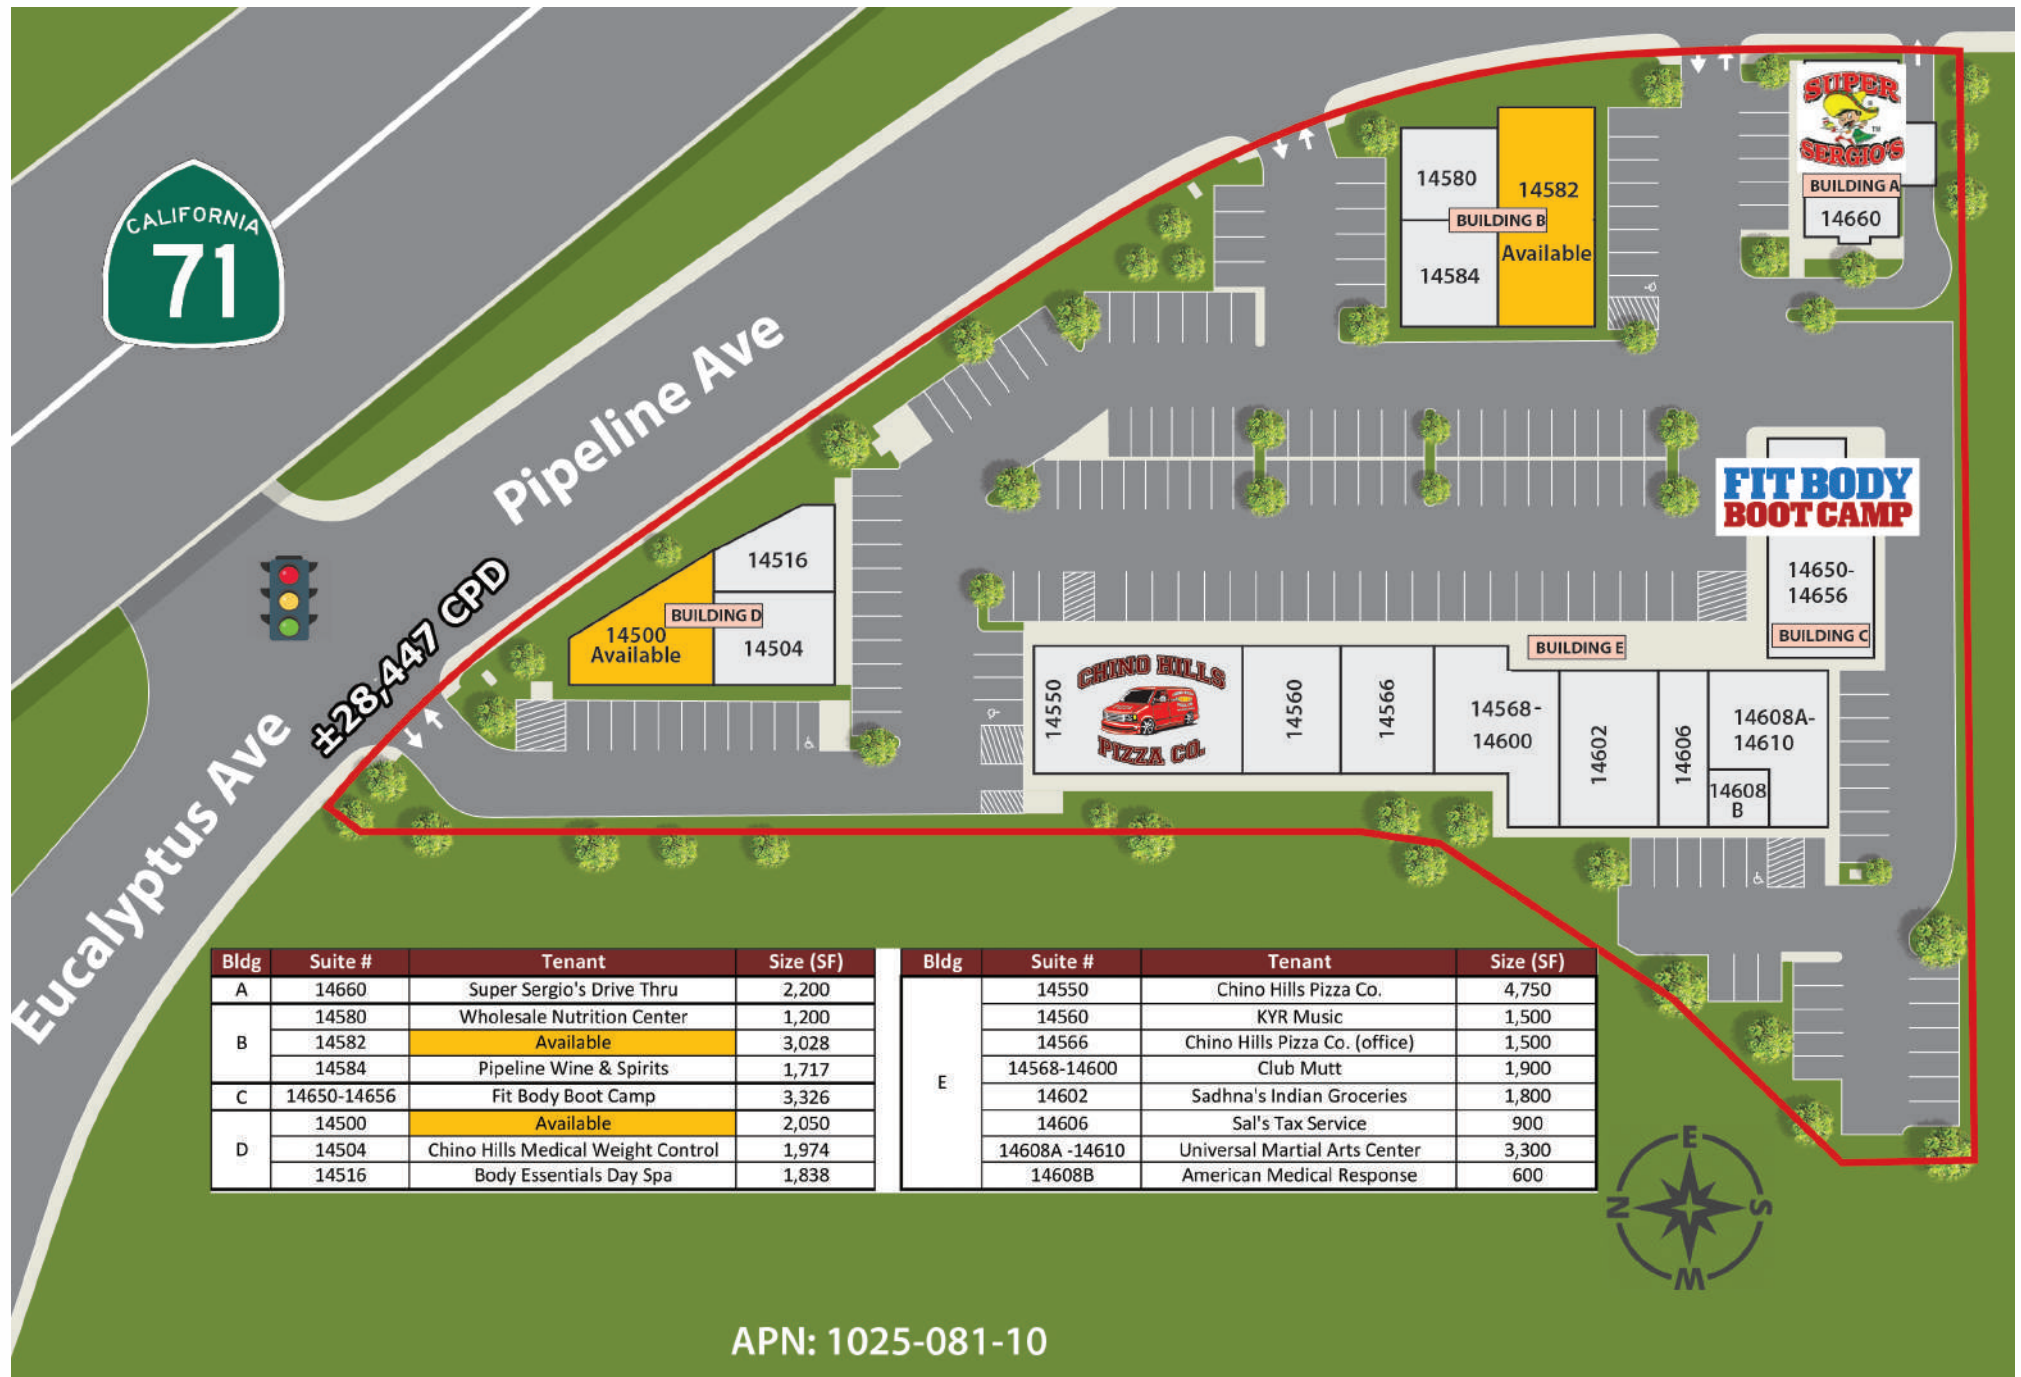 CALIFORNIA
71
Pipeline Ave
Eucalyptus Ave
±28,447 CPD
SUPER
SERGIO'S
TM
BUILDING A
14660
14580
14582
BUILDING B
Available
14584
FIT BODY
BOOT CAMP
14650-
14656
BUILDING C
14516
BUILDING D
14500
Available
14504
BUILDING E
14550
CHINO HILLS
PIZZA CO.
14560
14566
14568-
14600
14602
14606
14608A-
14610
14608
B
Bldg Suite # Tenant Size (SF)
A 14660 Super Sergio's Drive Thru 2,200
B 14580 Wholesale Nutrition Center 1,200
14582 Available 3,028
14584 Pipeline Wine & Spirits 1,717
C 14650-14656 Fit Body Boot Camp 3,326
D 14500 Available 2,050
14504 Chino Hills Medical Weight Control 1,974
14516 Body Essentials Day Spa 1,838
Bldg Suite # Tenant Size (SF)
E 14550 Chino Hills Pizza Co. 4,750
14560 KYR Music 1,500
14566 Chino Hills Pizza Co. (office) 1,500
14568-14600 Club Mutt 1,900
14602 Sadhna's Indian Groceries 1,800
14606 Sal's Tax Service 900
14608A -14610 Universal Martial Arts Center 3,300
14608B American Medical Response 600
E
N
S
W
APN: 1025-081-10